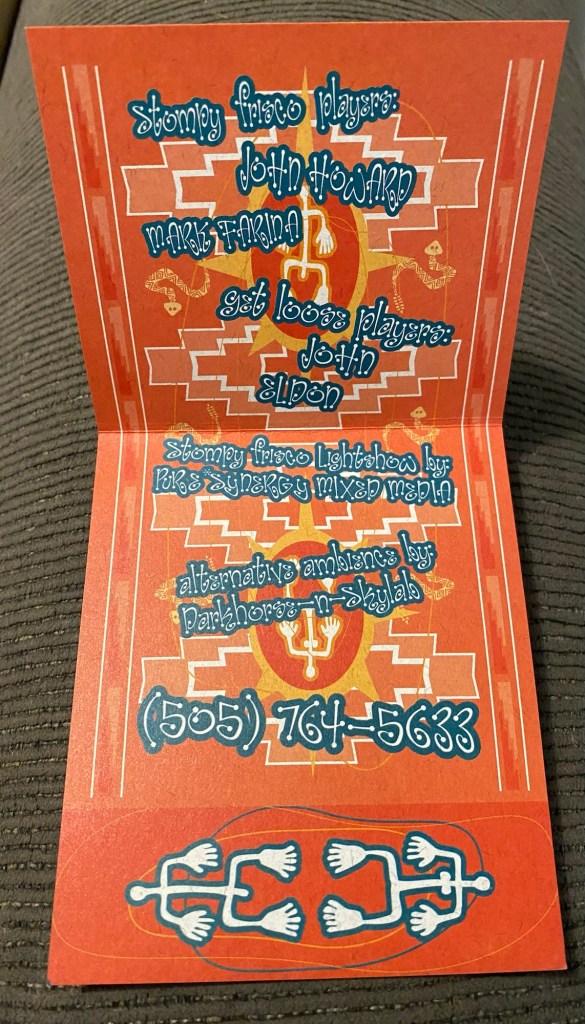 Stompy frisco players:
JOHN HOWARD
MARK FARINA
get loose players:
JOHN
ELDON
Stompy frisco Lightshow by:
PURE SYNERGY MIXED MEDIA
alternative ambience by:
Darkhorse-n-Skylab
(505) 764-5633